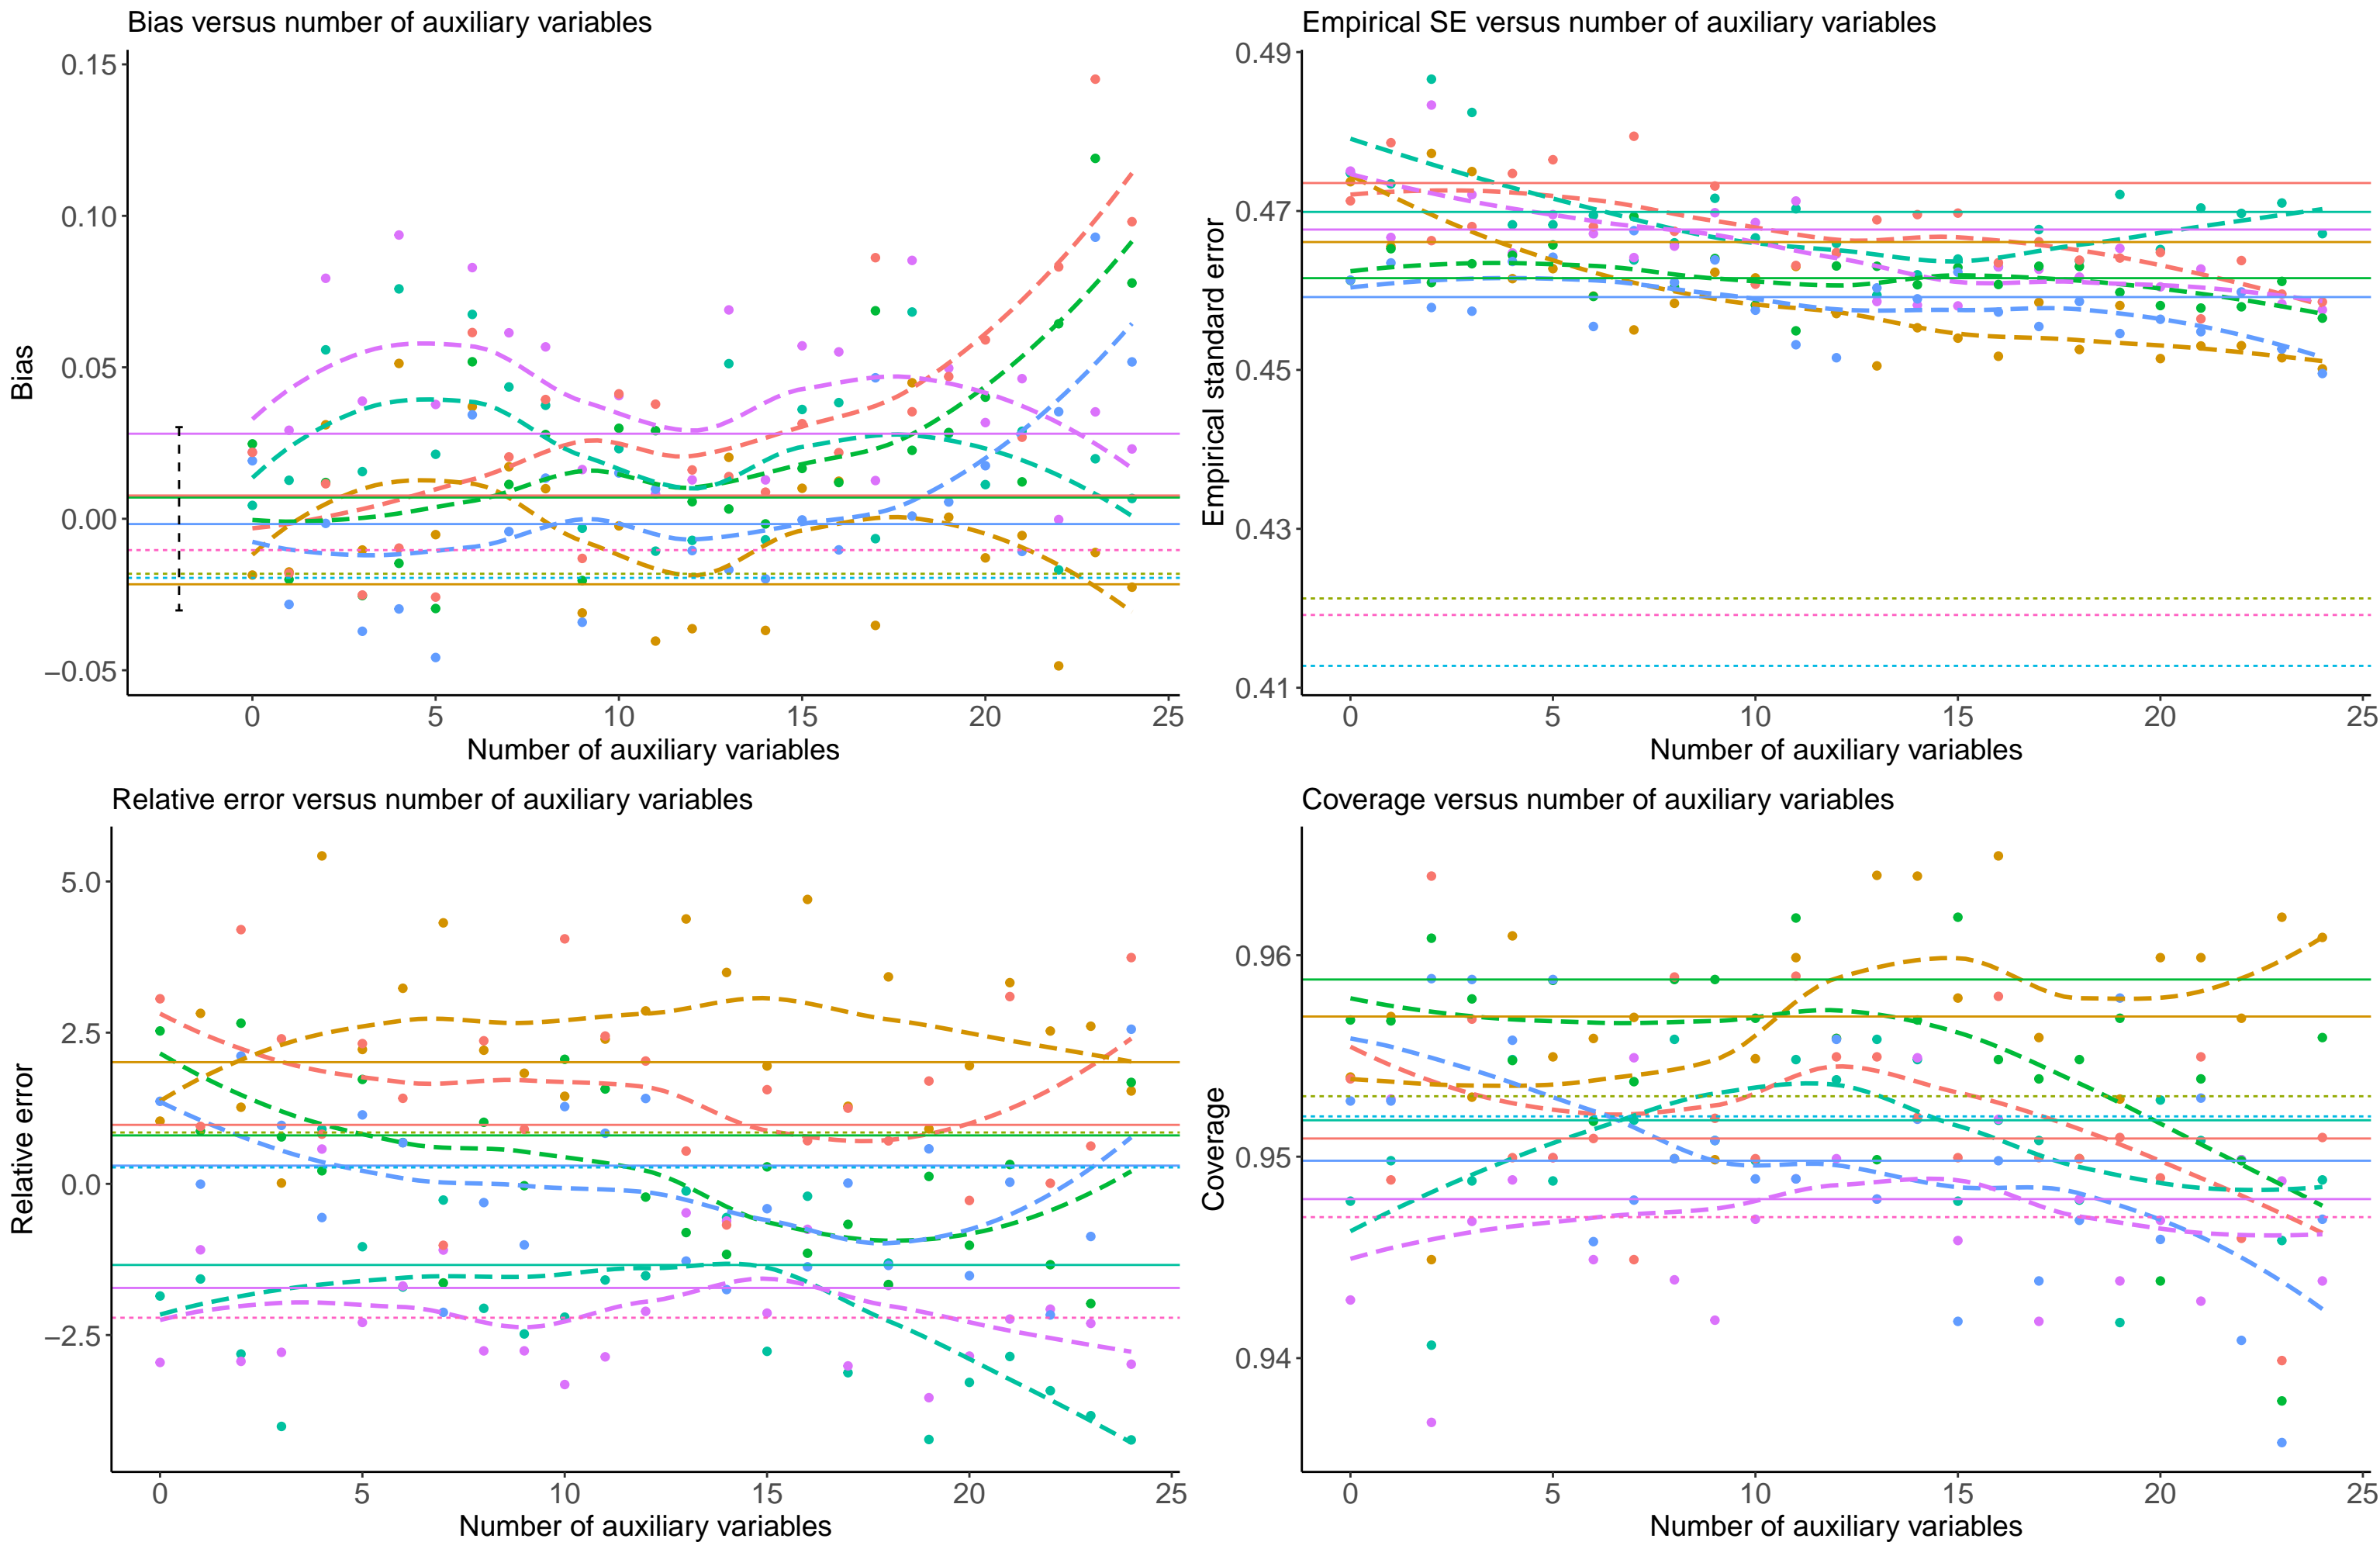 Bias versus number of auxiliary variables
0.15
0.10
0.05
0.00
−0.05
Bias
0 5 10 15 20 25
Number of auxiliary variables
Empirical SE versus number of auxiliary variables
0.49
0.47
0.45
0.43
0.41
Empirical standard error
0 5 10 15 20 25
Number of auxiliary variables
Relative error versus number of auxiliary variables
5.0
2.5
0.0
−2.5
Relative error
0 5 10 15 20 25
Number of auxiliary variables
Coverage versus number of auxiliary variables
0.96
0.95
0.94
Coverage
0 5 10 15 20 25
Number of auxiliary variables